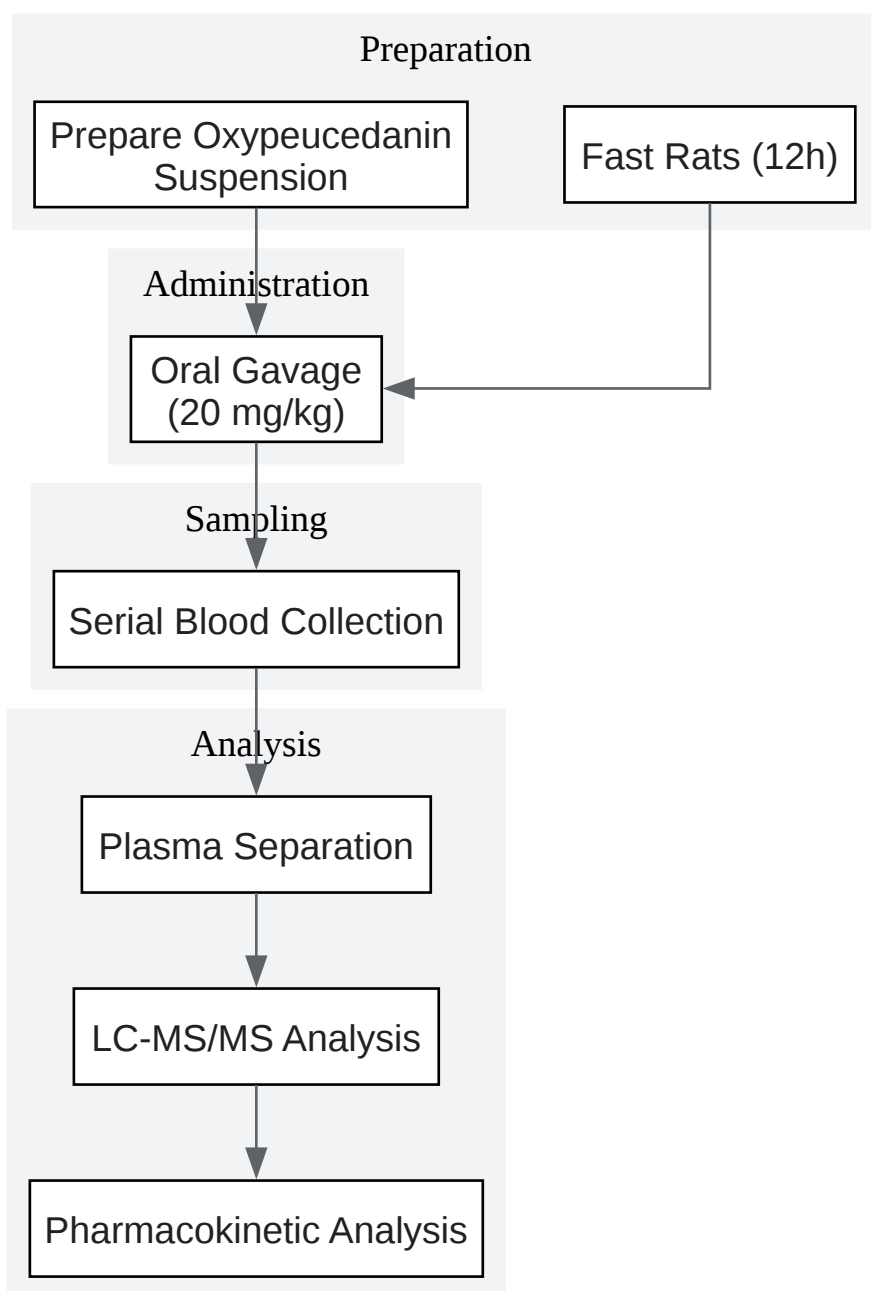 Preparation
Prepare Oxypeucedanin
Suspension
Fast Rats (12h)
Administration
Oral Gavage
(20 mg/kg)
Sampling
Serial Blood Collection
Analysis
Plasma Separation
LC-MS/MS Analysis
Pharmacokinetic Analysis